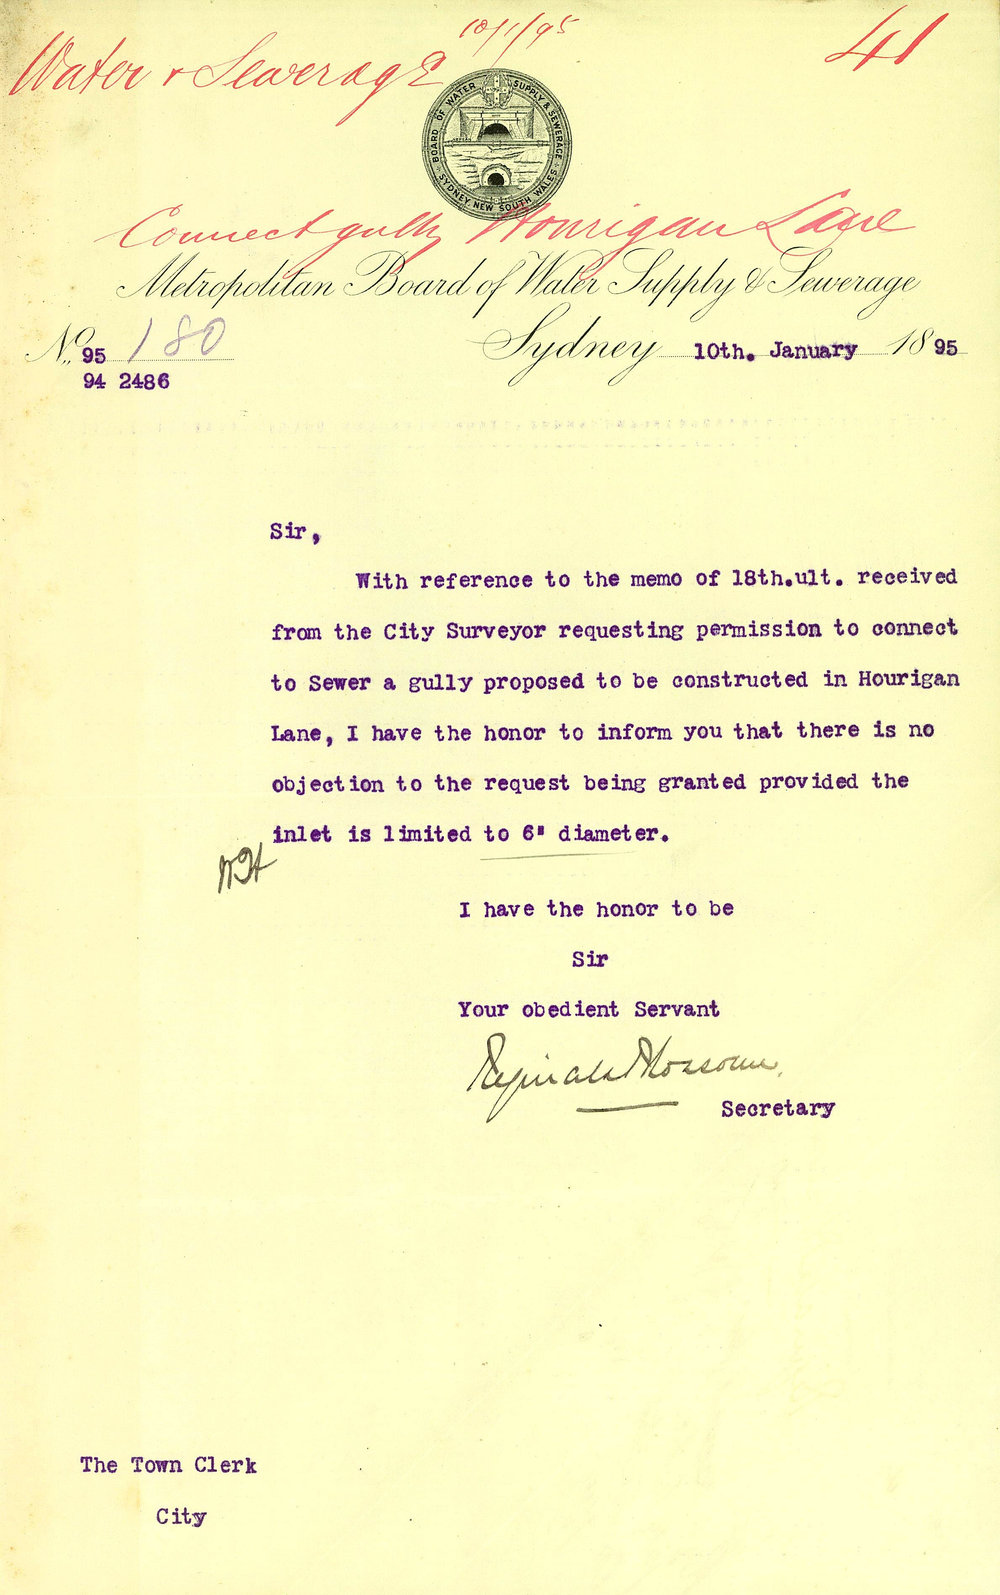 10/1/95
Water & Sewerage
41
BOARD OF WATER SUPPLY & SEWERAGE
SYDNEY NEW SOUTH WALES
Connect gully Hourigan Lane
Metropolitan Board of Water Supply & Sewerage
No. 95 180
Sydney 10th. January 1895
94 2486
Sir,
With reference to the memo of 18th.ult. received
from the City Surveyor requesting permission to connect
to Sewer a gully proposed to be constructed in Hourigan
Lane, I have the honor to inform you that there is no
objection to the request being granted provided the
inlet is limited to 6" diameter.
I have the honor to be
Sir
Your obedient Servant
Reginald
Secretary
The Town Clerk
City